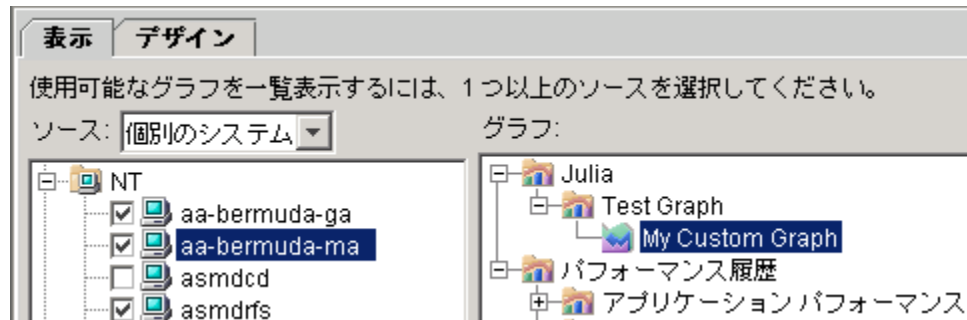 表示 デザイン
使用可能なグラフを一覧表示するには、1つ以上のソースを選択してください。
ソース: 個別のシステム グラフ:
NT
aa-bermuda-ga
aa-bermuda-ma
asmdcd
asmdrfs
Julia
Test Graph
My Custom Graph
パフォーマンス履歴
アプリケーション パフォーマンス